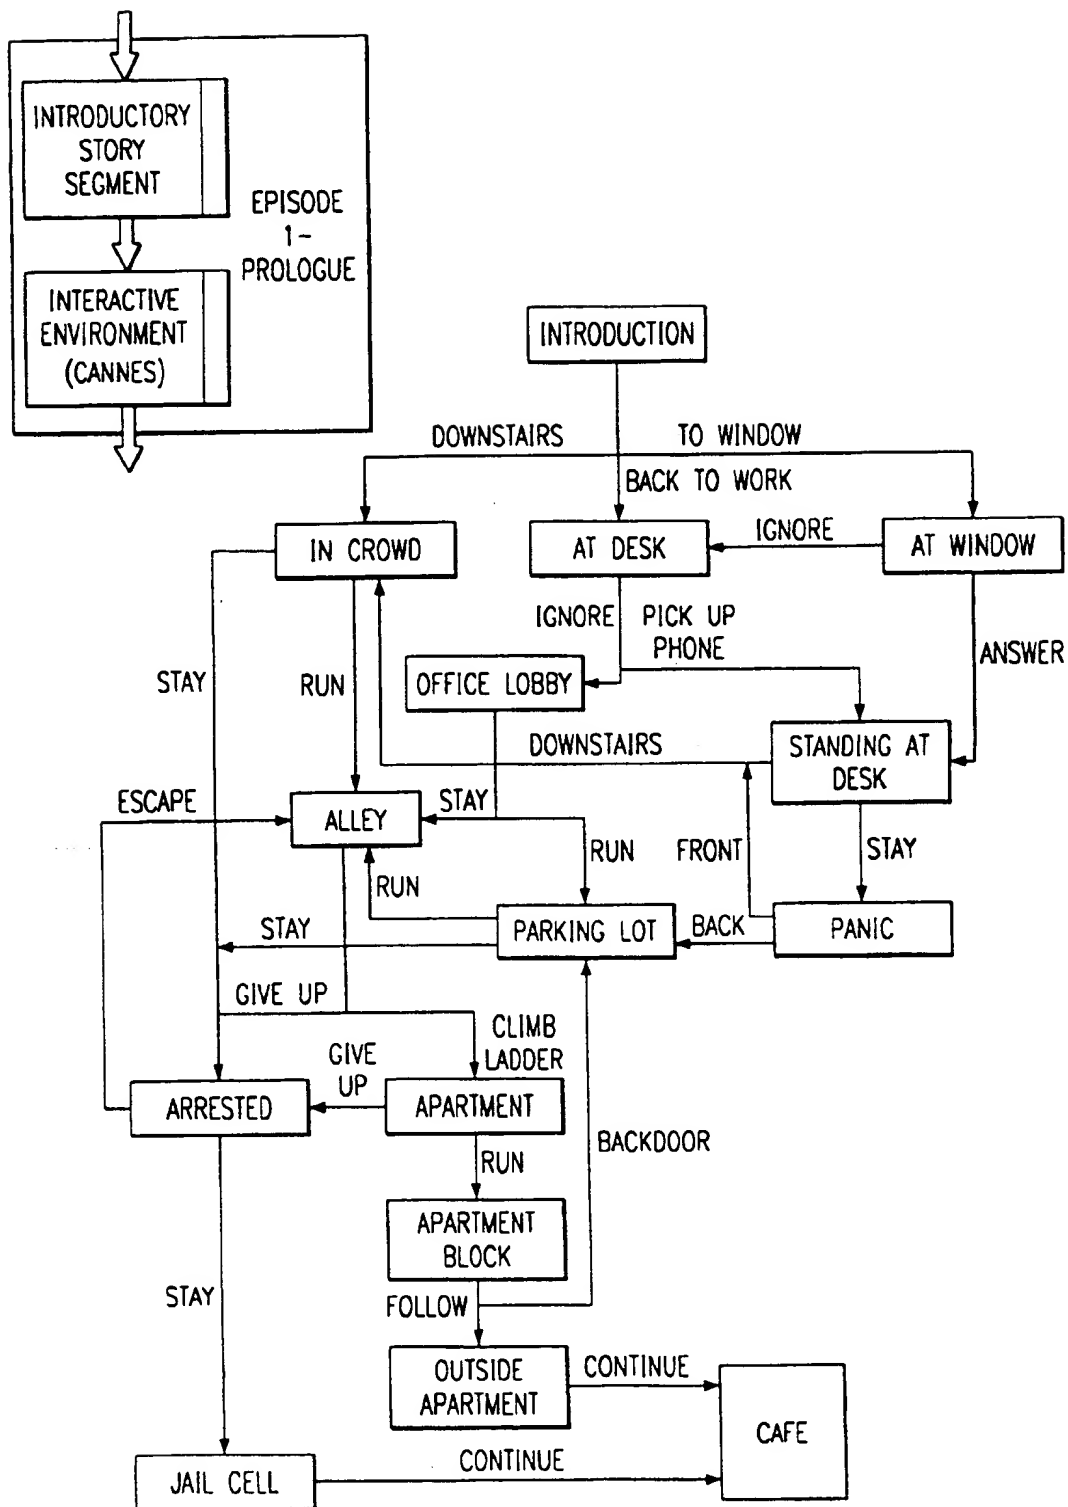 INTRODUCTORY
STORY
SEGMENT
EPISODE
1-
PROLOGUE
INTERACTIVE
ENVIRONMENT
(CANNES)
INTRODUCTION
DOWNSTAIRS
TO WINDOW
BACK TO WORK
IN CROWD
AT DESK
IGNORE
AT WINDOW
IGNORE
PICK UP
PHONE
ANSWER
STAY
RUN
OFFICE LOBBY
DOWNSTAIRS
STANDING AT
DESK
ESCAPE
ALLEY
STAY
RUN
FRONT
STAY
RUN
STAY
PARKING LOT
BACK
PANIC
GIVE UP
CLIMB
LADDER
GIVE
UP
ARRESTED
APARTMENT
BACKDOOR
RUN
APARTMENT
BLOCK
STAY
FOLLOW
OUTSIDE
APARTMENT
CONTINUE
CAFE
CONTINUE
JAIL CELL